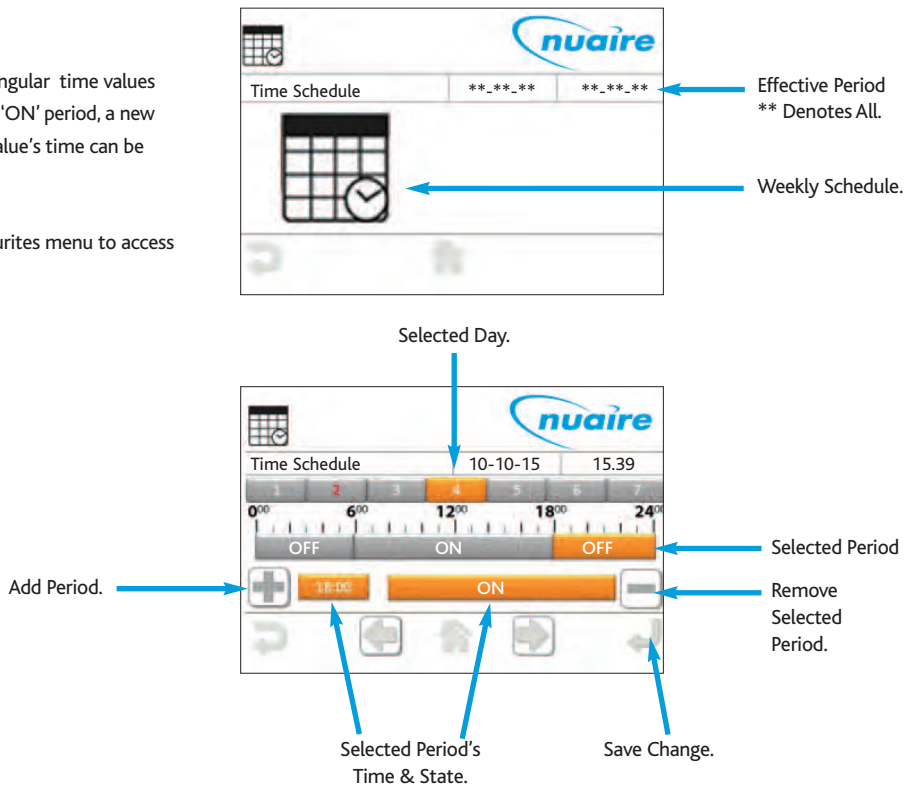 ngular time values
'ON' period, a new
alue's time can be
urites menu to access
nuaire
Time Schedule **-**-** **-**-**
Effective Period
** Denotes All.
Weekly Schedule.
Selected Day.
nuaire
Time Schedule 10-10-15 15.39
1 2 3 4 5 6 7
0⁰⁰ 6⁰⁰ 12⁰⁰ 18⁰⁰ 24⁰
OFF ON OFF
Selected Period
Add Period.
18:00 ON
Remove
Selected
Period.
Selected Period's
Time & State.
Save Change.